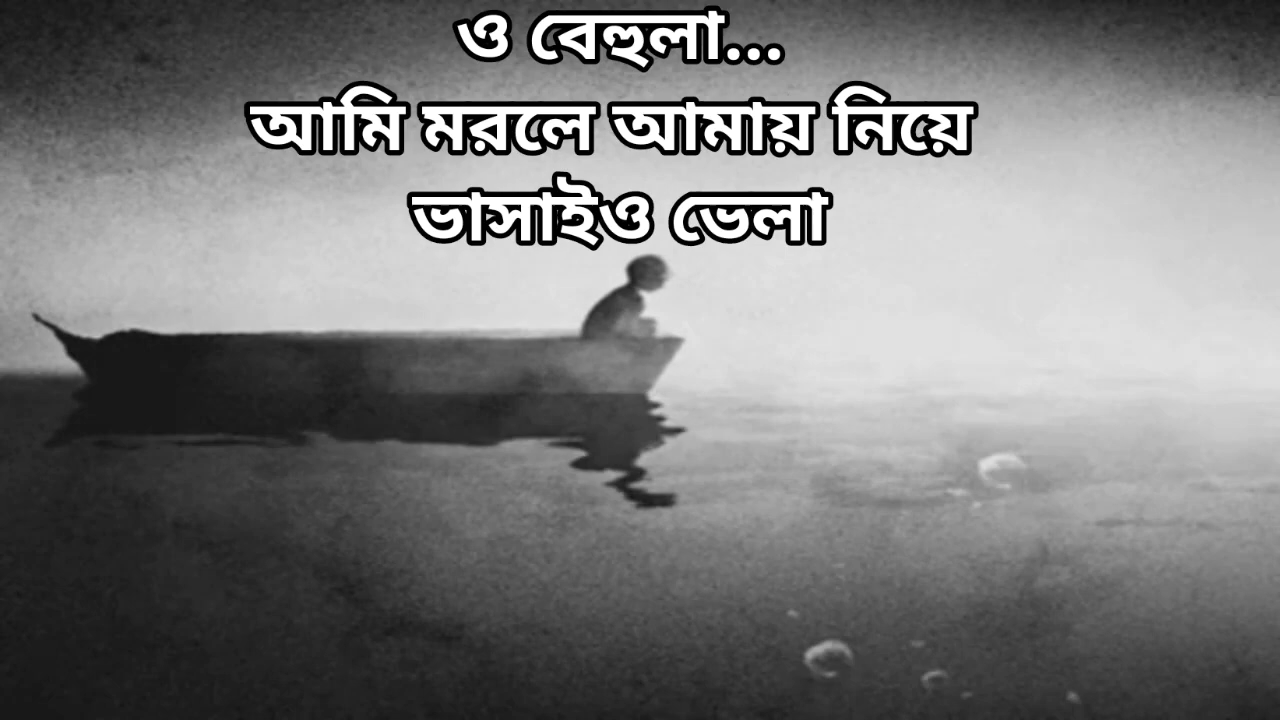 ও বেহুলা...
আমি মরলে আমায় নিয়ে
ভাসাইও ভেলা